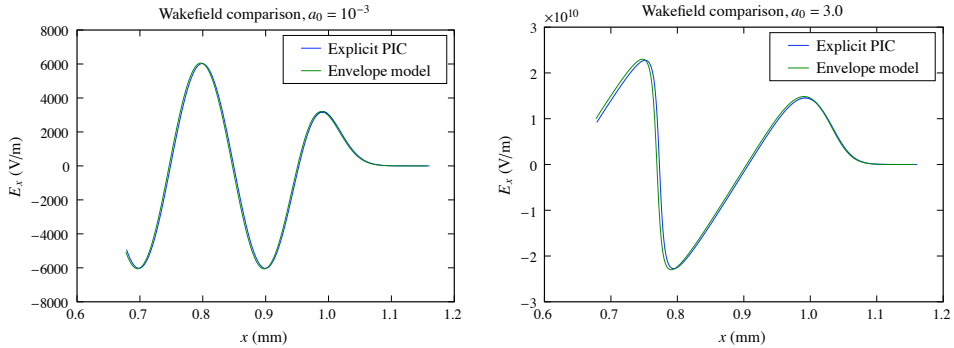 Wakefield comparison, a₀ = 10⁻³
8000
6000
4000
2000
0
−2000
−4000
−6000
−8000
Eₓ (V/m)
Explicit PIC
Envelope model
0.6 0.7 0.8 0.9 1.0 1.1 1.2
x (mm)
Wakefield comparison, a₀ = 3.0
×10¹⁰
3
2
1
0
−1
−2
−3
Eₓ (V/m)
Explicit PIC
Envelope model
0.6 0.7 0.8 0.9 1.0 1.1 1.2
x (mm)